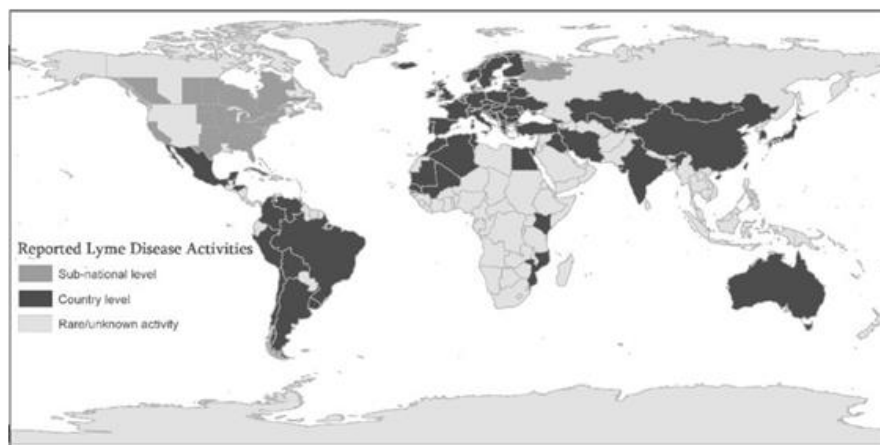 Reported Lyme Disease Activities
Sub-national level
Country level
Rare/unknown activity